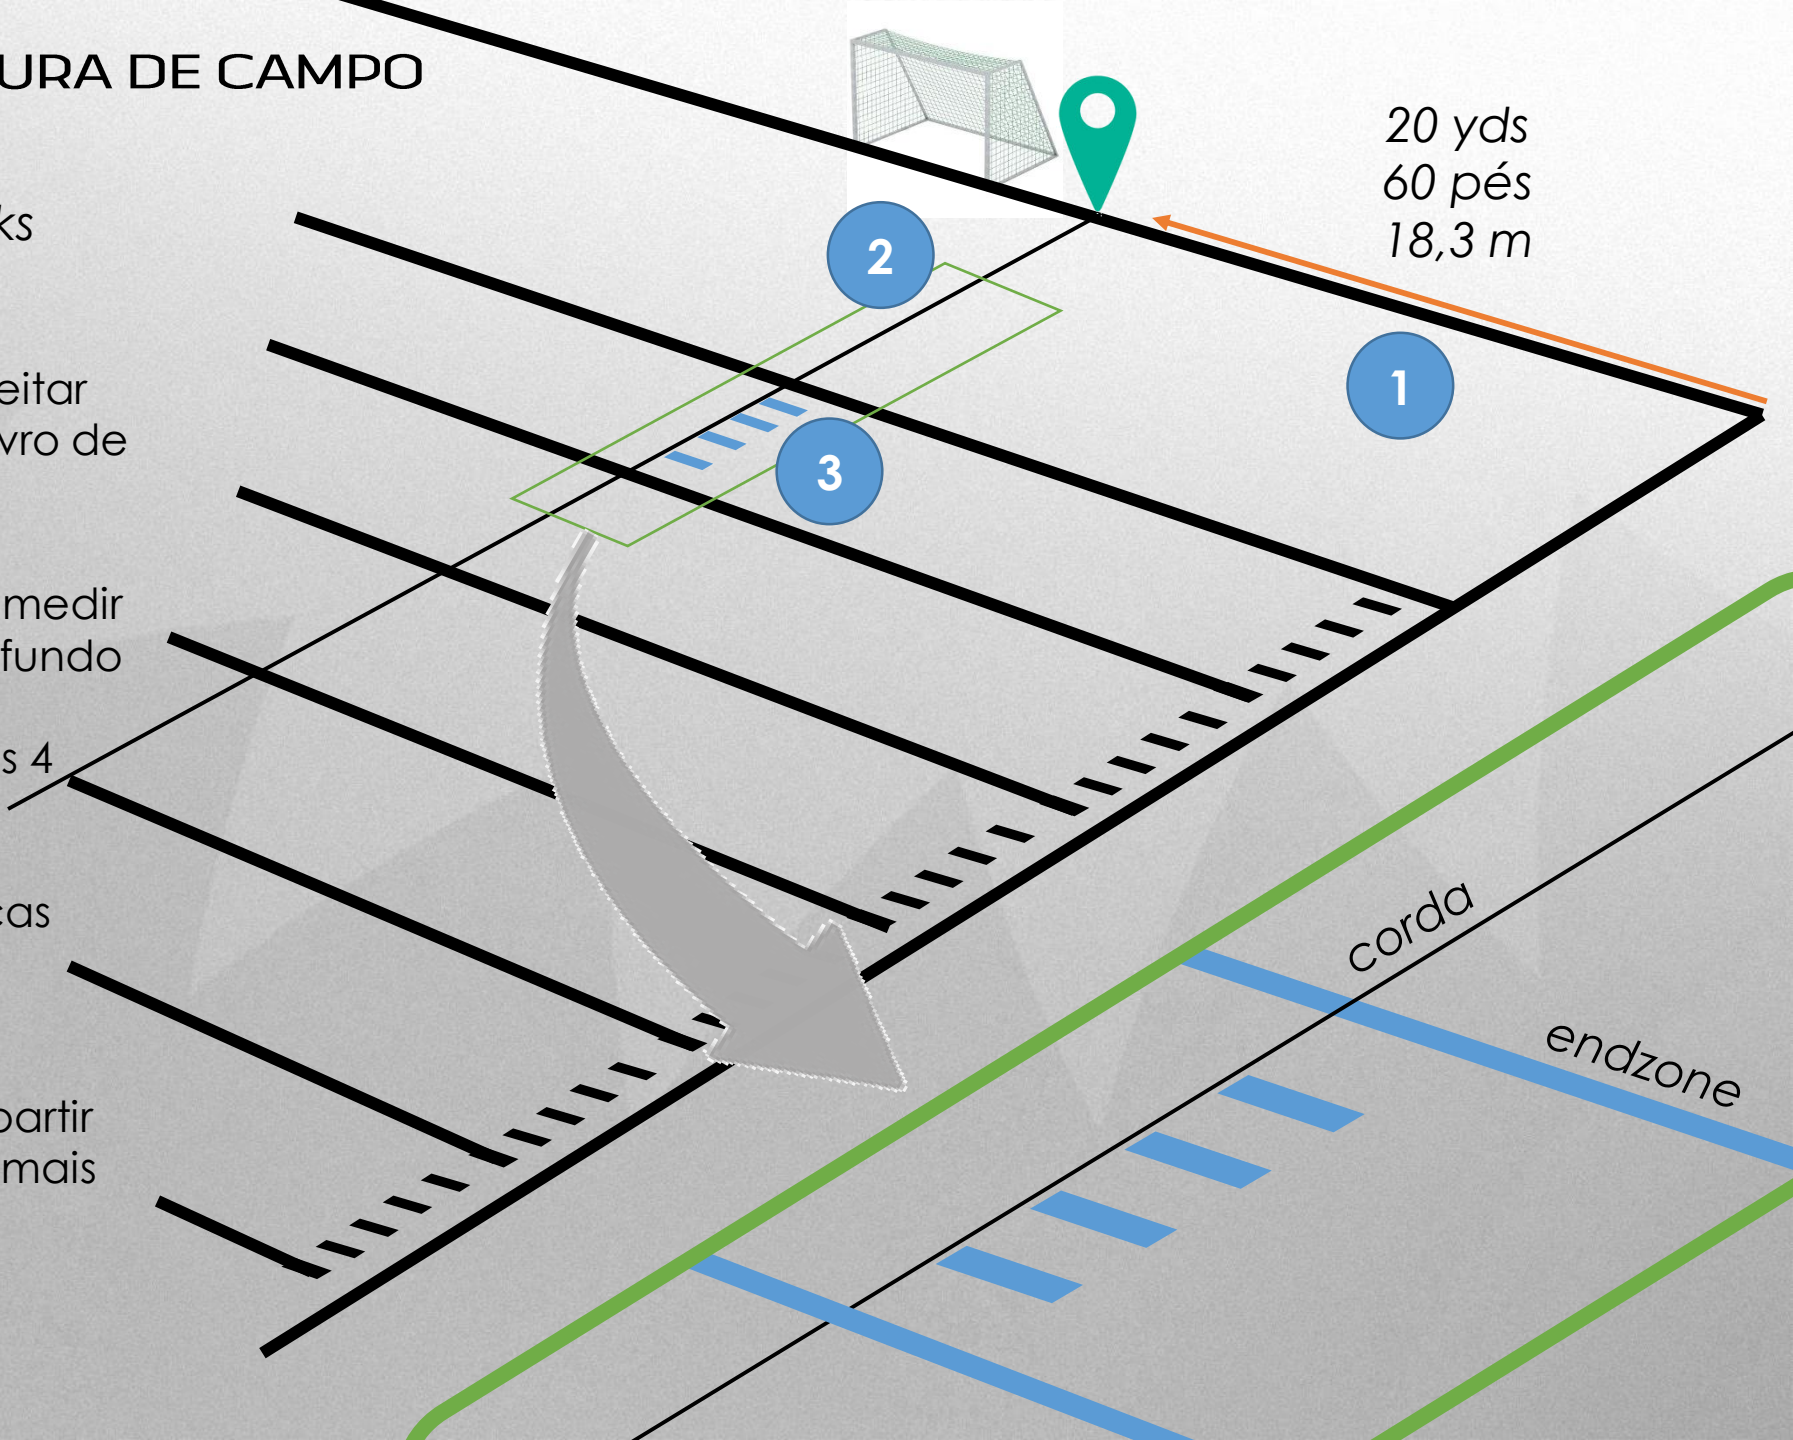 URA DE CAMPO
ks
eitar
vro de
medir
fundo
s 4
cas
partir
mais
20 yds
60 pés
18,3 m
2
1
3
corda
endzone